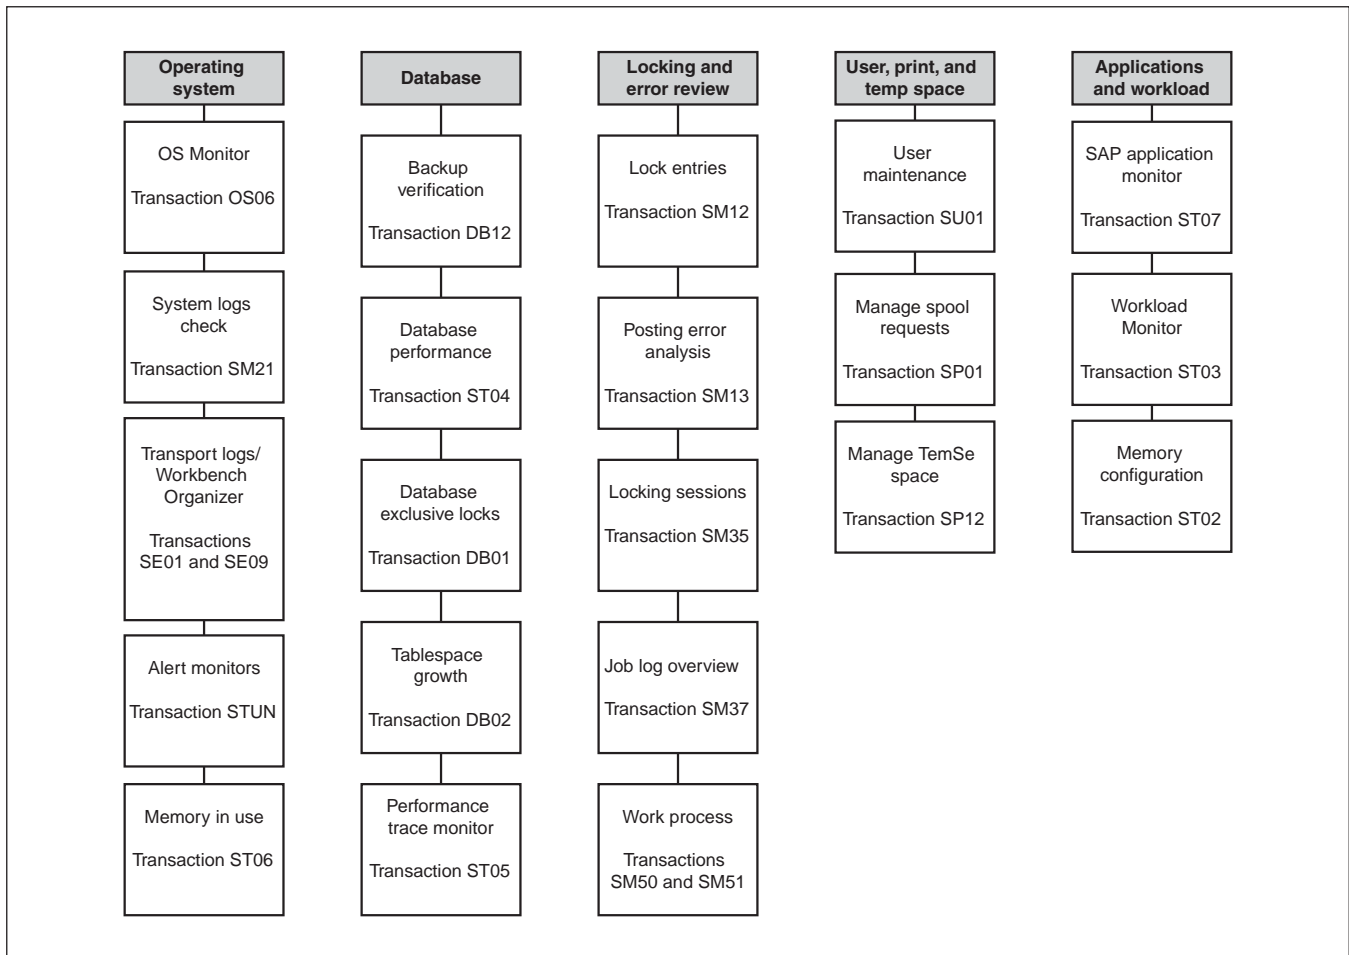 Operating
system
OS Monitor
Transaction OS06
System logs
check
Transaction SM21
Transport logs/
Workbench
Organizer
Transactions
SE01 and SE09
Alert monitors
Transaction STUN
Memory in use
Transaction ST06
Database
Backup
verification
Transaction DB12
Database
performance
Transaction ST04
Database
exclusive locks
Transaction DB01
Tablespace
growth
Transaction DB02
Performance
trace monitor
Transaction ST05
Locking and
error review
Lock entries
Transaction SM12
Posting error
analysis
Transaction SM13
Locking sessions
Transaction SM35
Job log overview
Transaction SM37
Work process
Transactions
SM50 and SM51
User, print, and
temp space
User
maintenance
Transaction SU01
Manage spool
requests
Transaction SP01
Manage TemSe
space
Transaction SP12
Applications
and workload
SAP application
monitor
Transaction ST07
Workload
Monitor
Transaction ST03
Memory
configuration
Transaction ST02